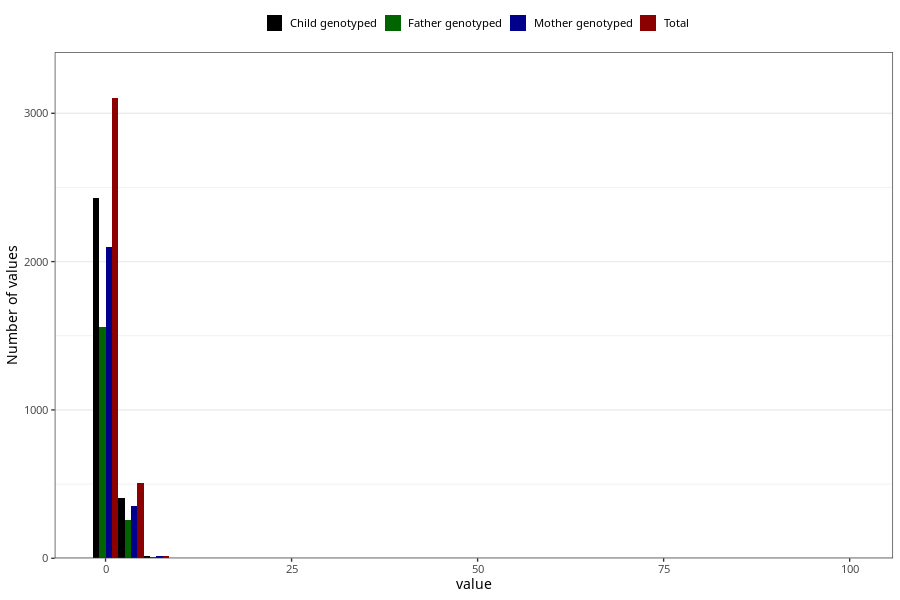 Child genotyped Father genotyped Mother genotyped Total
Number of values
3000
2000
1000
0
0 25 50 75 100
value